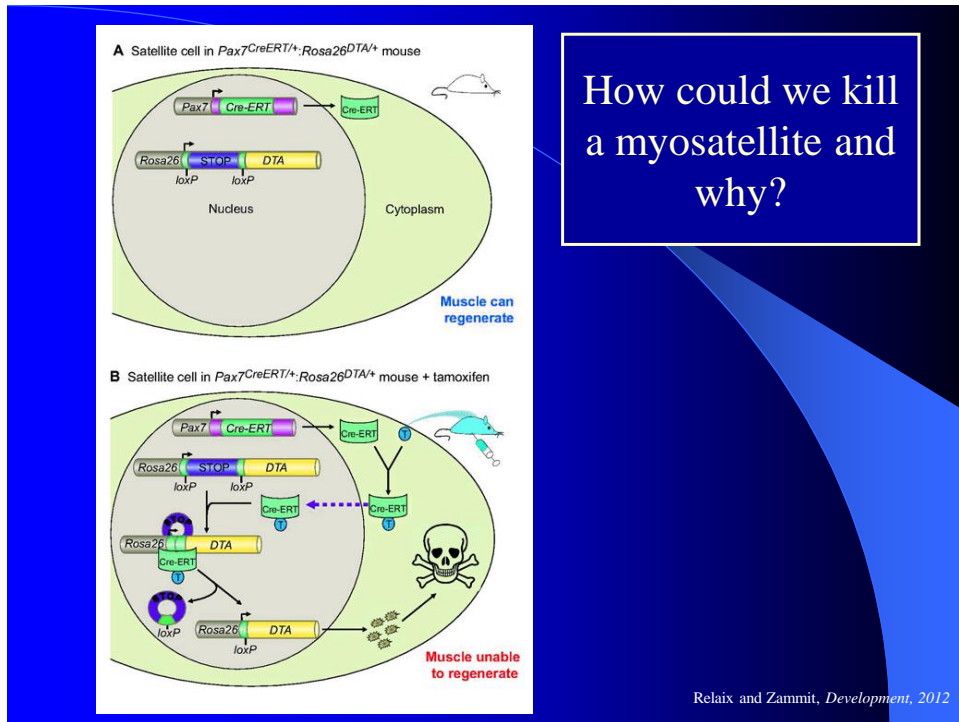 A Satellite cell in Pax7CreERT/+:Rosa26DTA/+ mouse
Pax7 Cre-ERT Cre-ERT
Rosa26 STOP DTA
loxP loxP
Nucleus Cytoplasm
Muscle can
regenerate
B Satellite cell in Pax7CreERT/+:Rosa26DTA/+ mouse + tamoxifen
Pax7 Cre-ERT Cre-ERT T
Rosa26 STOP DTA
loxP loxP
Cre-ERT Cre-ERT
T T
STOP
Rosa26 DTA
Cre-ERT
T
STOP
loxP
Rosa26 DTA
loxP
Muscle unable
to regenerate
How could we kill
a myosatellite and
why?
Relaix and Zammit, Development, 2012